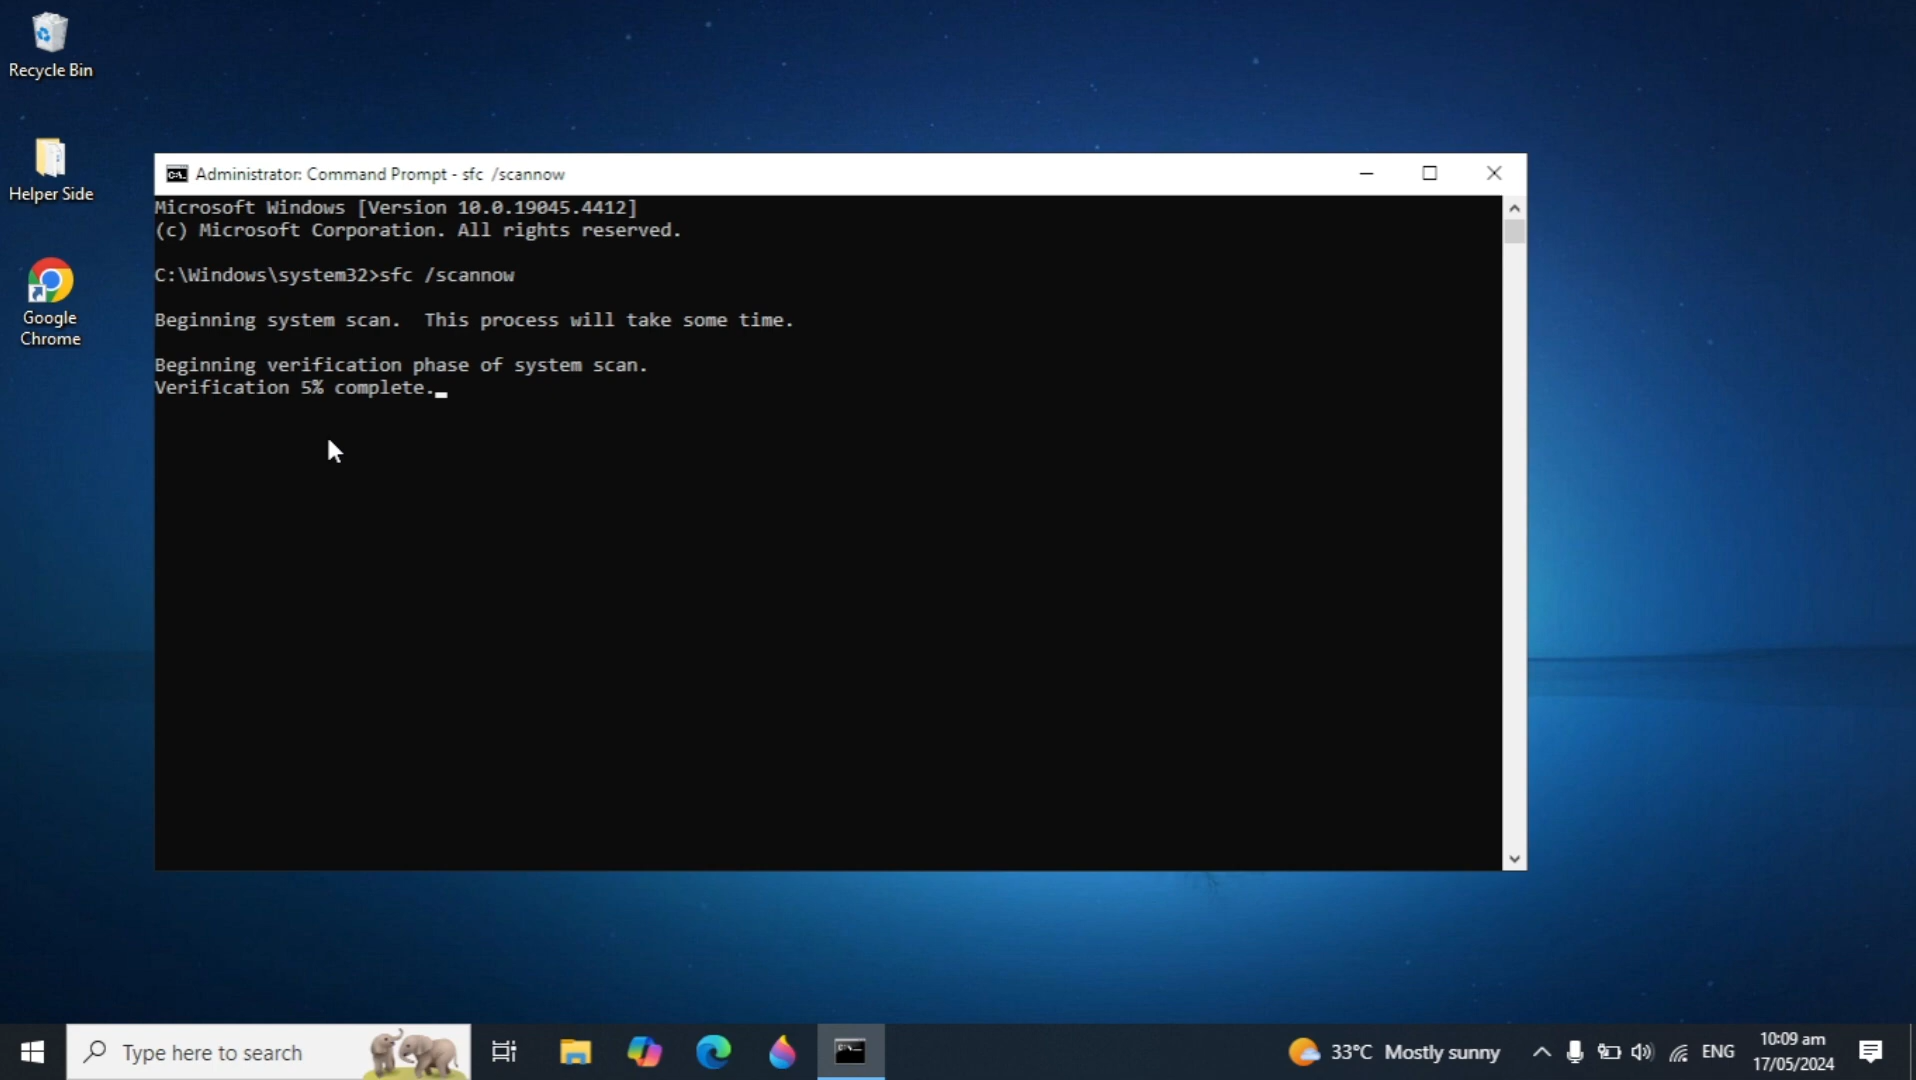 Recycle Bin
Helper Side
Google
Chrome
Administrator: Command Prompt - sfc  /scannow
Microsoft Windows [Version 10.0.19045.4412]
(c) Microsoft Corporation. All rights reserved.
C:\Windows\system32>sfc /scannow
Beginning system scan.  This process will take some time.
Beginning verification phase of system scan.
Verification 5% complete.
Type here to search
33°C  Mostly sunny
ENG
10:09 am
17/05/2024